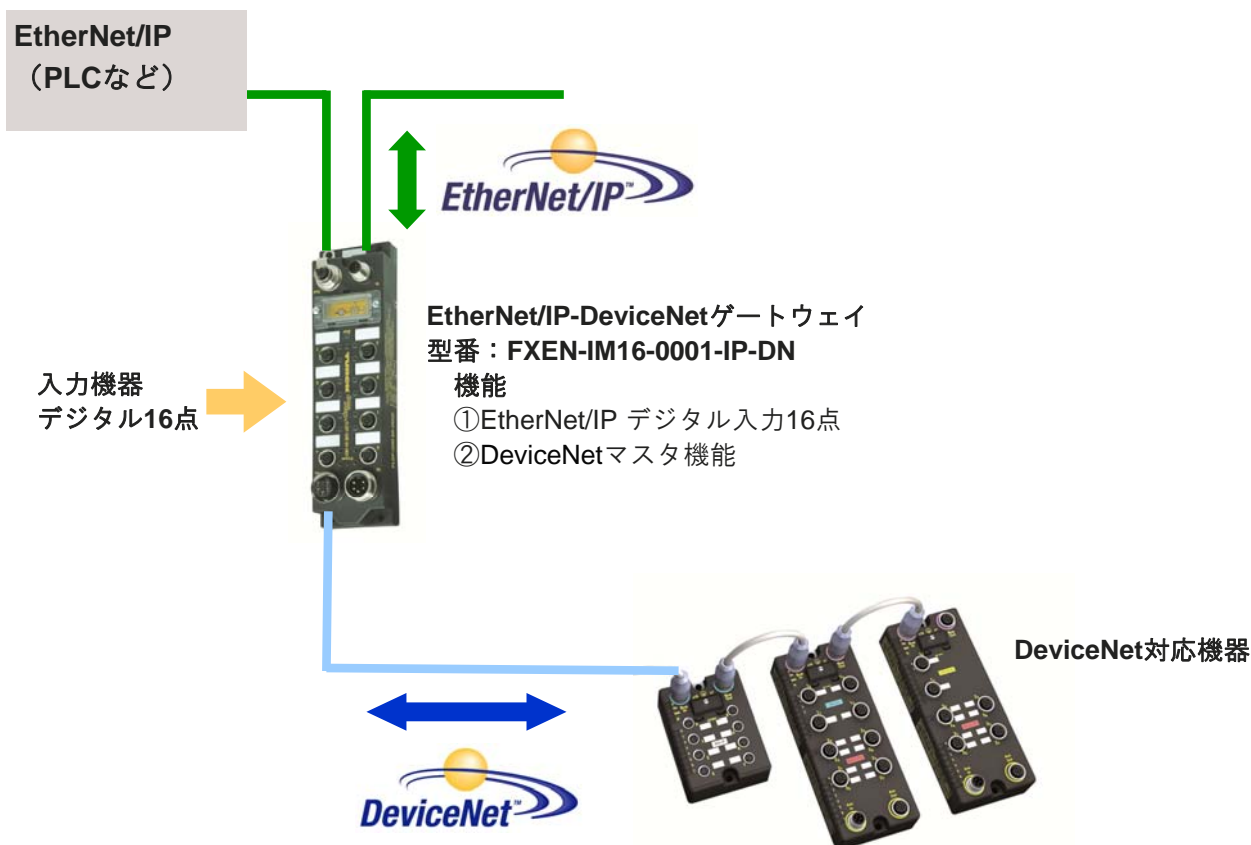 EtherNet/IP
（PLCなど）
EtherNet/IP™
EtherNet/IP-DeviceNetゲートウェイ
型番：FXEN-IM16-0001-IP-DN
機能
①EtherNet/IP デジタル入力16点
②DeviceNetマスタ機能
入力機器
デジタル16点
TURCK
DeviceNet対応機器
DeviceNet™